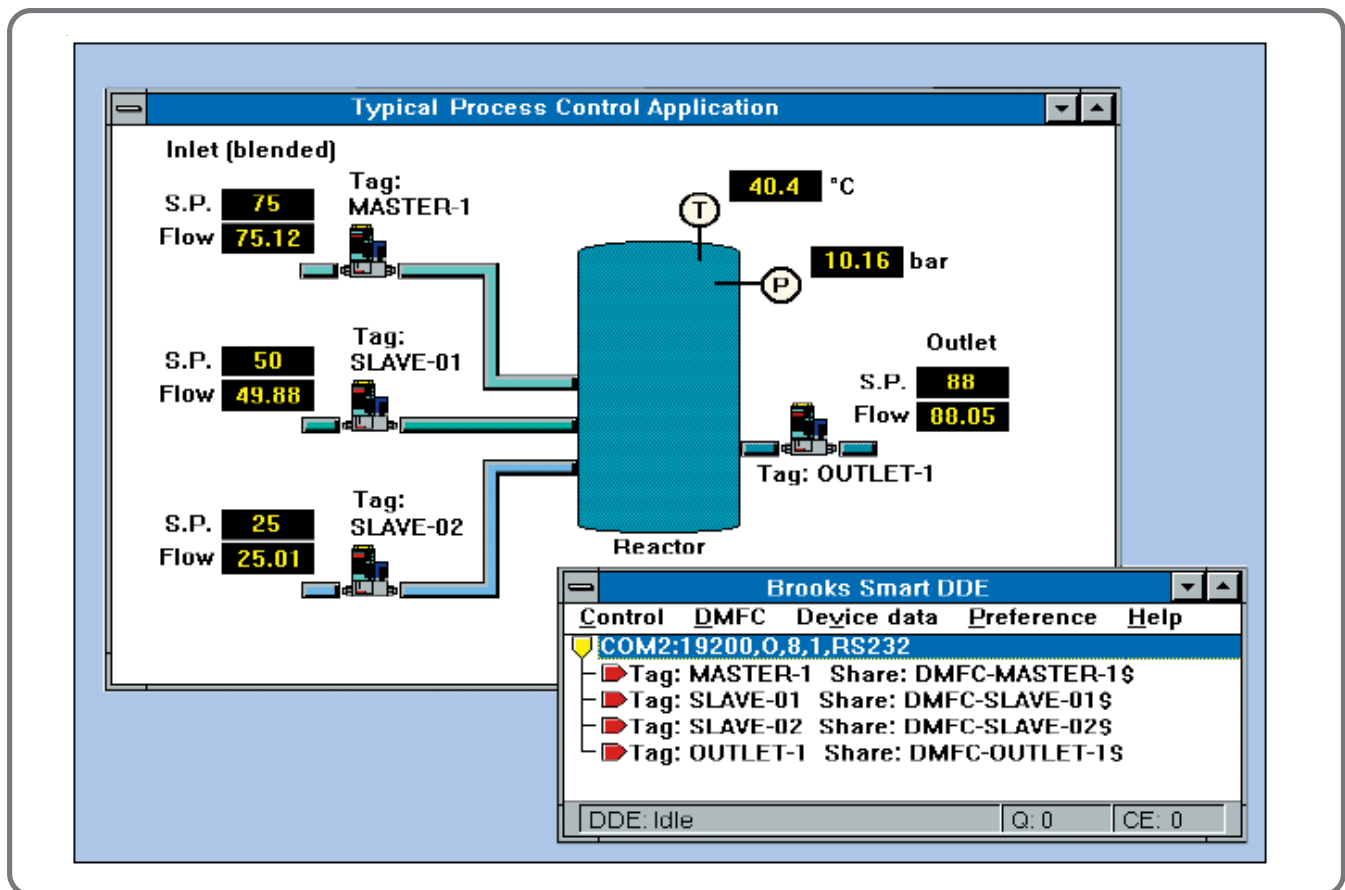 Typical Process Control Application
Inlet (blended)
Tag:
MASTER-1
S.P. 75
Flow 75.12
T
40.4 °C
P
10.16 bar
Tag:
SLAVE-01
S.P. 50
Flow 49.88
Outlet
S.P. 88
Flow 88.05
Tag: OUTLET-1
Tag:
SLAVE-02
S.P. 25
Flow 25.01
Reactor
Brooks Smart DDE
Control DMFC Device data Preference Help
COM2:19200,O,8,1,RS232
Tag: MASTER-1 Share: DMFC-MASTER-1$
Tag: SLAVE-01 Share: DMFC-SLAVE-01$
Tag: SLAVE-02 Share: DMFC-SLAVE-02$
Tag: OUTLET-1 Share: DMFC-OUTLET-1$
DDE: Idle Q: 0 CE: 0